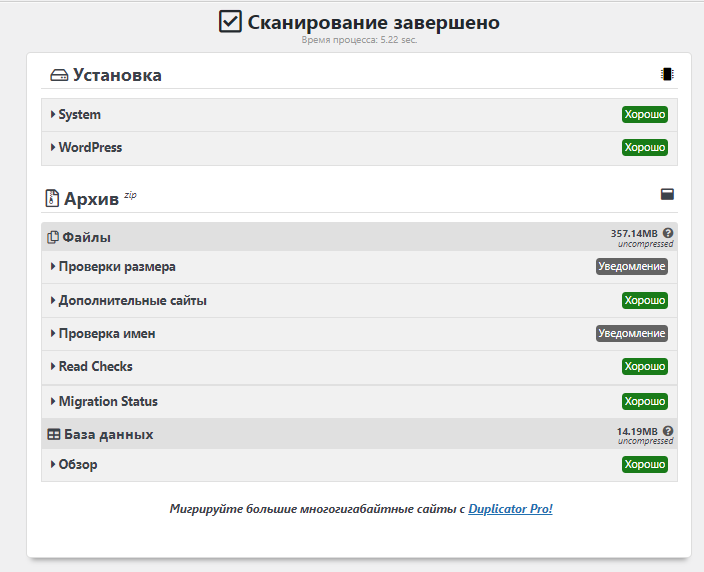 Сканирование завершено
Время процесса: 5.22 sec.
Установка
System Хорошо
WordPress Хорошо
Архив zip
Файлы 357.14MB
uncompressed
Проверки размера Уведомление
Дополнительные сайты Хорошо
Проверка имен Уведомление
Read Checks Хорошо
Migration Status Хорошо
База данных 14.19MB
uncompressed
Обзор Хорошо
Мигрируйте большие многогигабайтные сайты с Duplicator Pro!